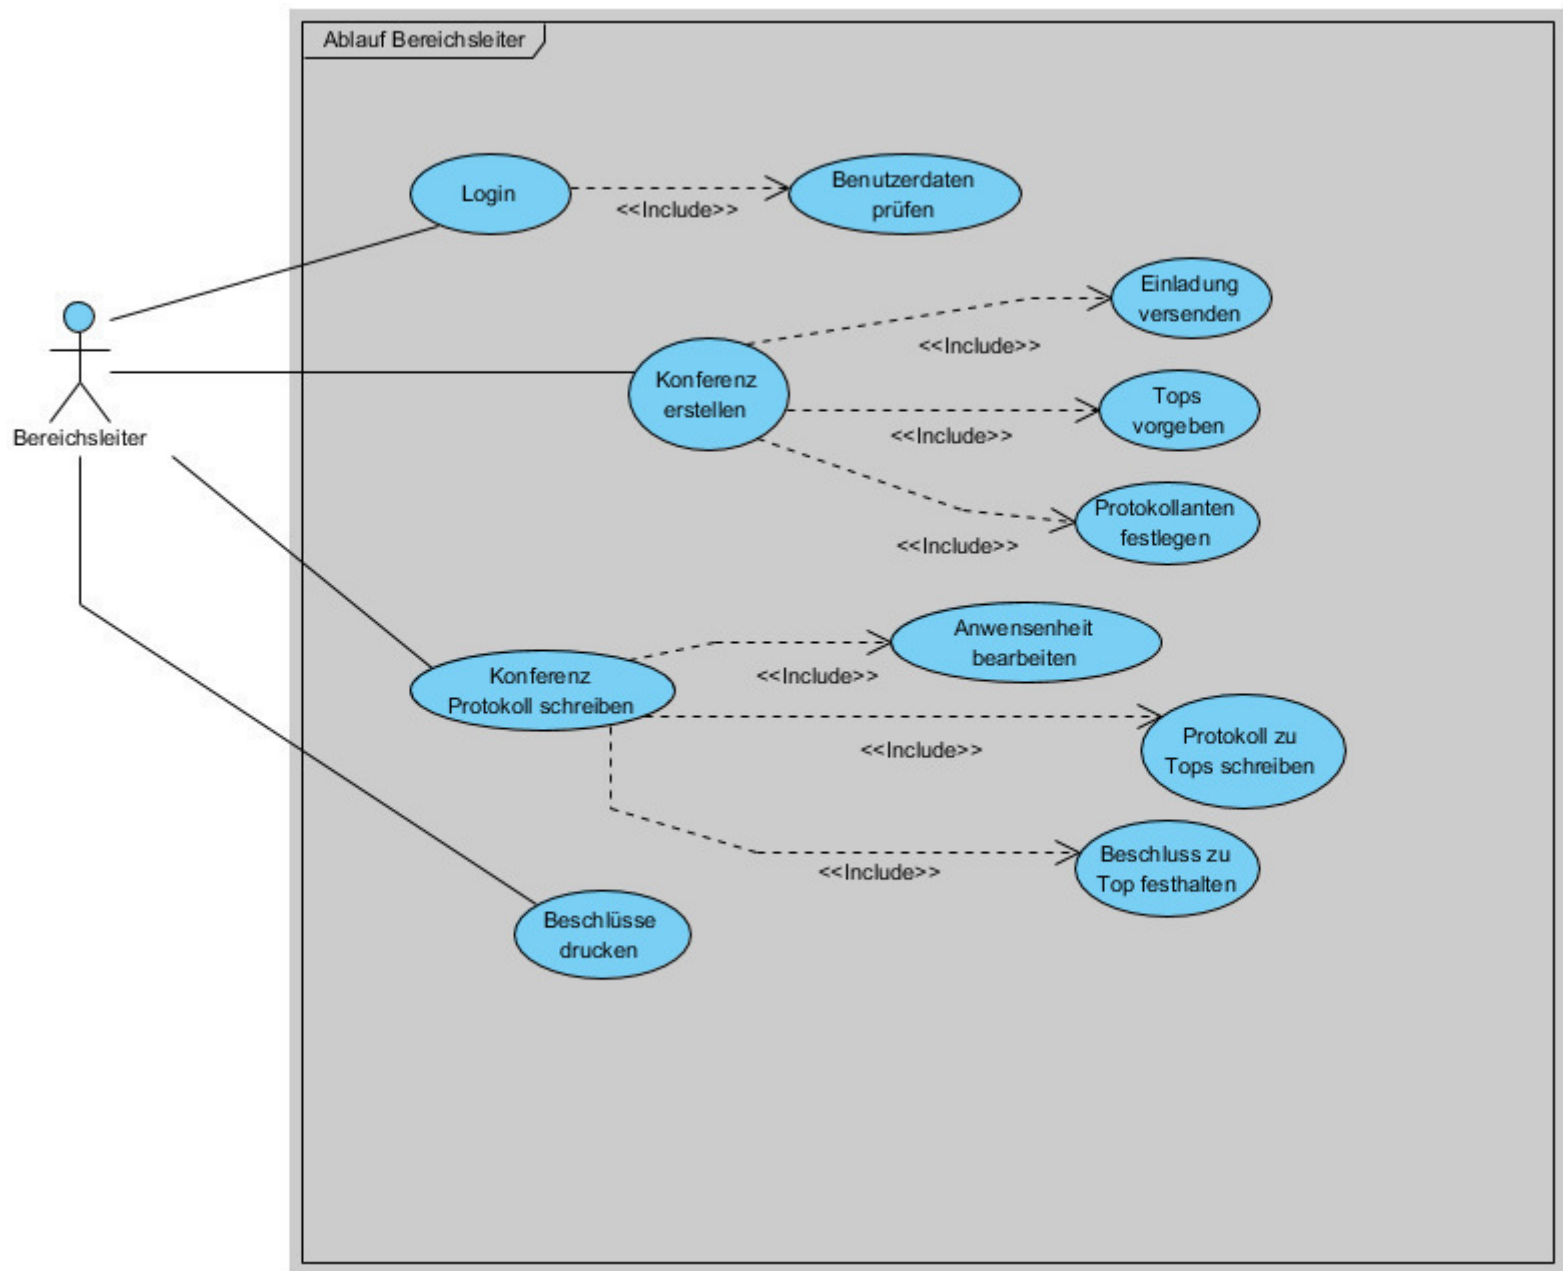 Ablauf Bereichsleiter
Login
<<Include>>
Benutzerdaten
prüfen
Einladung
versenden
<<Include>>
Konferenz
erstellen
Tops
vorgeben
<<Include>>
Bereichsleiter
Protokollanten
festlegen
<<Include>>
Anwensenheit
bearbeiten
<<Include>>
Konferenz
Protokoll schreiben
Protokoll zu
Tops schreiben
<<Include>>
Beschluss zu
Top festhalten
<<Include>>
Beschlüsse
drucken